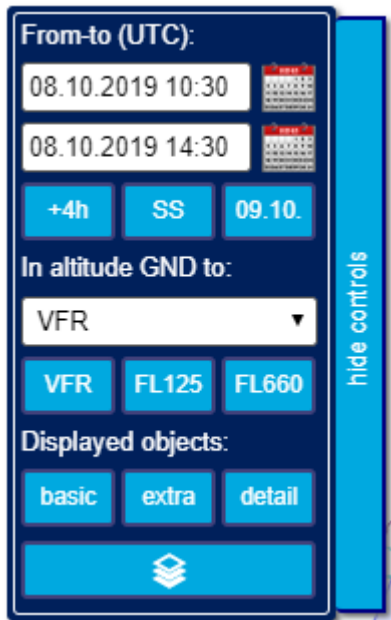 From-to (UTC):
08.10.2019 10:30
08.10.2019 14:30
+4h SS 09.10.
In altitude GND to:
VFR
VFR FL125 FL660
Displayed objects:
basic extra detail
hide controls